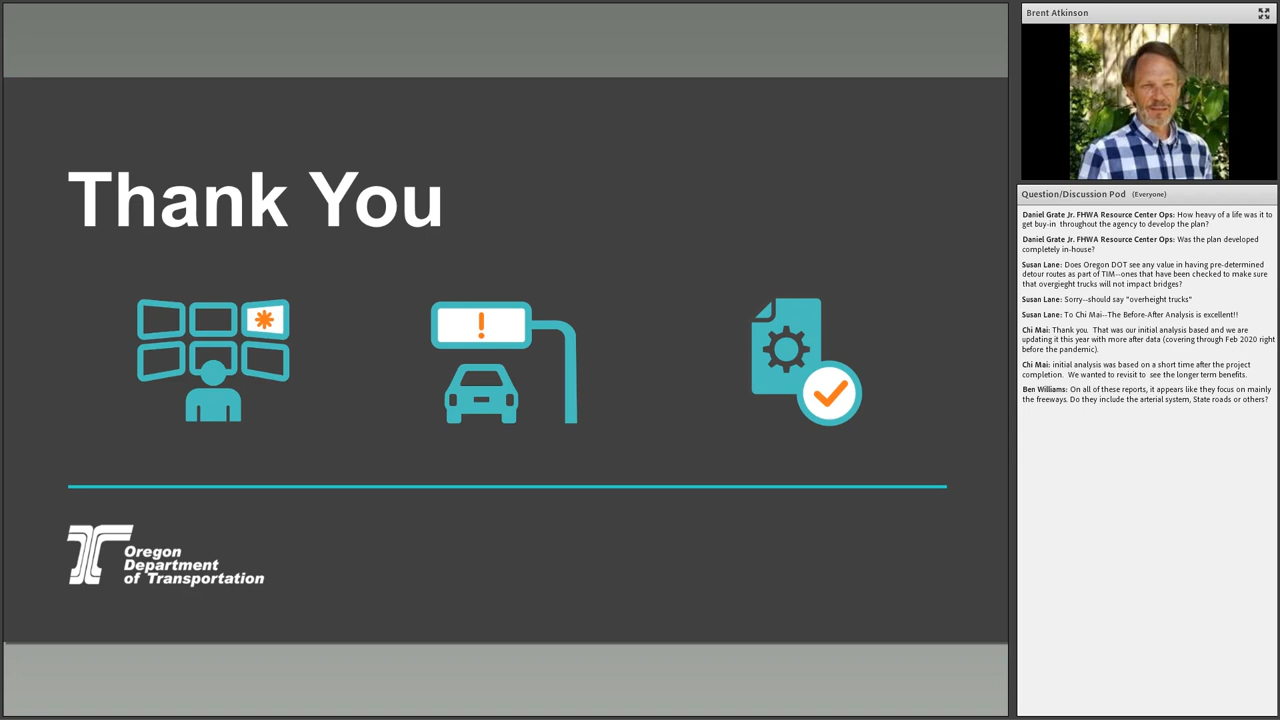 Thank You
Oregon
Department
of Transportation
Brent Atkinson
Question/Discussion Pod (Everyone)
Daniel Grate Jr. FHWA Resource Center Ops: How heavy of a life was it to
get buy-in throughout the agency to develop the plan?
Daniel Grate Jr. FHWA Resource Center Ops: Was the plan developed
completely in-house?
Susan Lane: Does Oregon DOT see any value in having pre-determined
detour routes as part of TIM--ones that have been checked to make sure
that overgieght trucks will not impact bridges?
Susan Lane: Sorry--should say "overheight trucks"
Susan Lane: To Chi Mai--The Before-After Analysis is excellent!!
Chi Mai: Thank you. That was our initial analysis based and we are
updating it this year with more after data (covering through Feb 2020 right
before the pandemic).
Chi Mai: initial analysis was based on a short time after the project
completion. We wanted to revisit to see the longer term benefits.
Ben Williams: On all of these reports, it appears like they focus on mainly
the freeways. Do they include the arterial system, State roads or others?